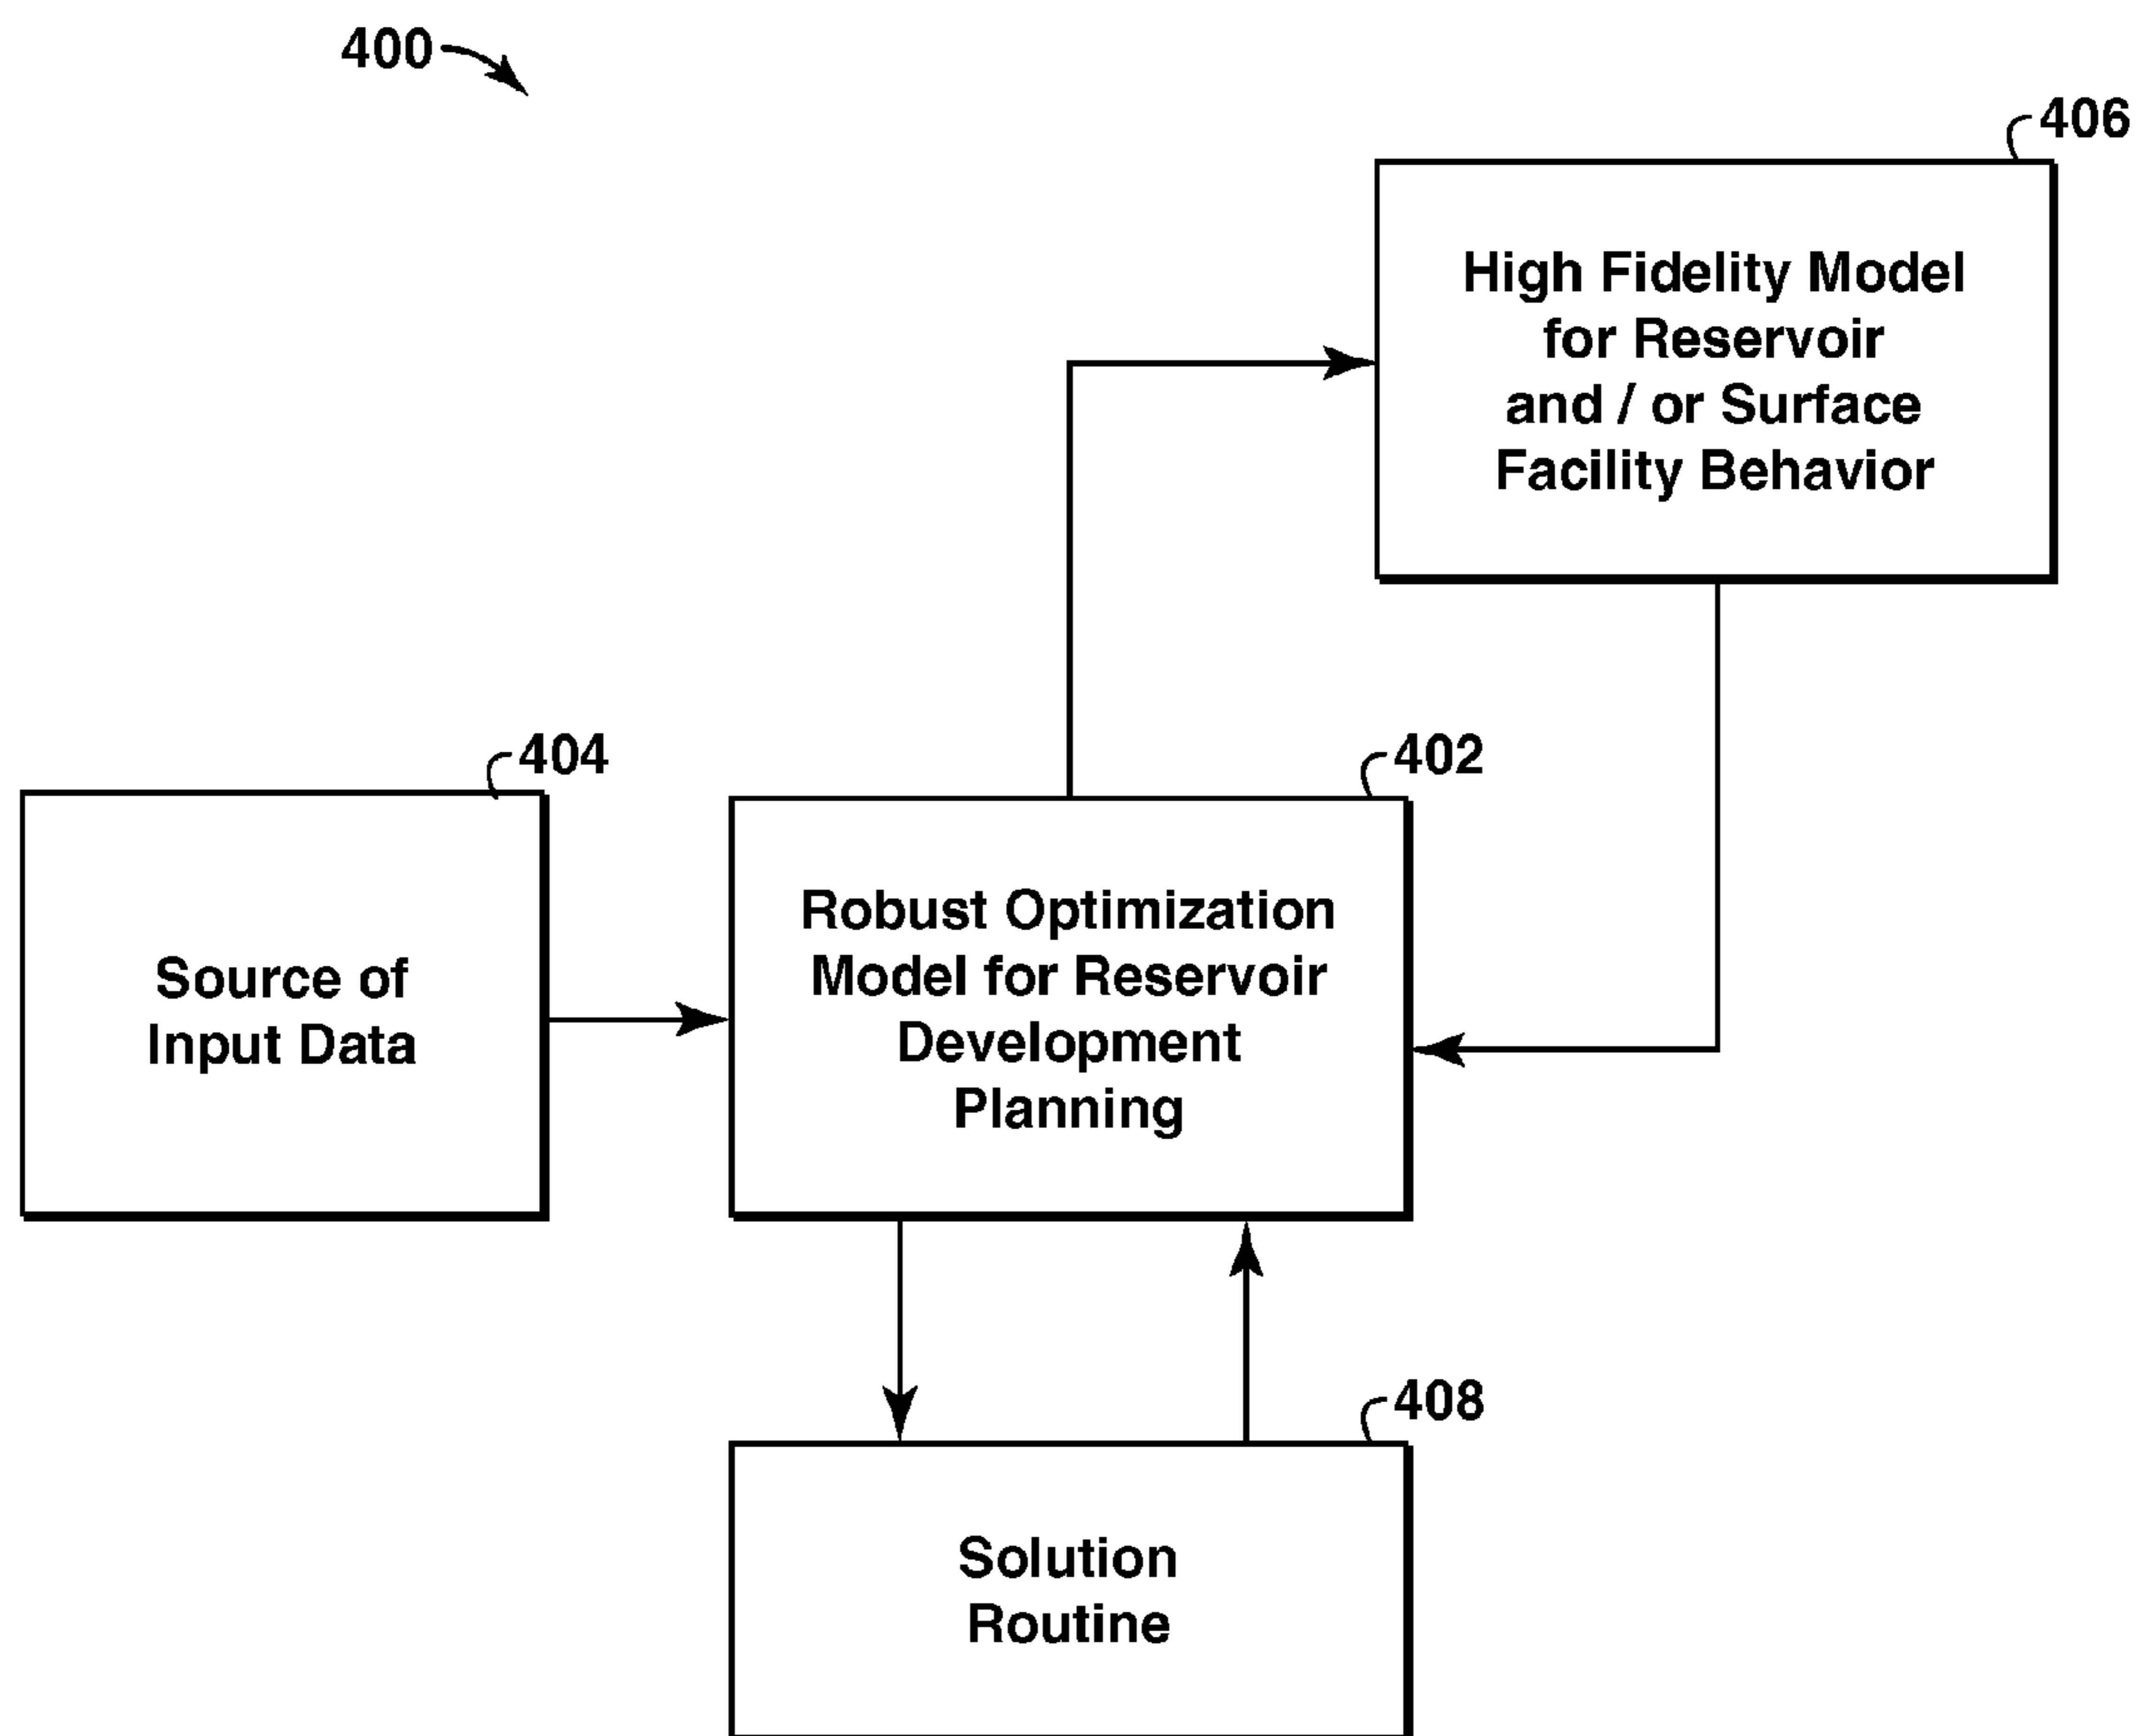 400
406
High Fidelity Model
for Reservoir
and / or Surface
Facility Behavior
404
402
Source of
Input Data
Robust Optimization
Model for Reservoir
Development
Planning
408
Solution
Routine